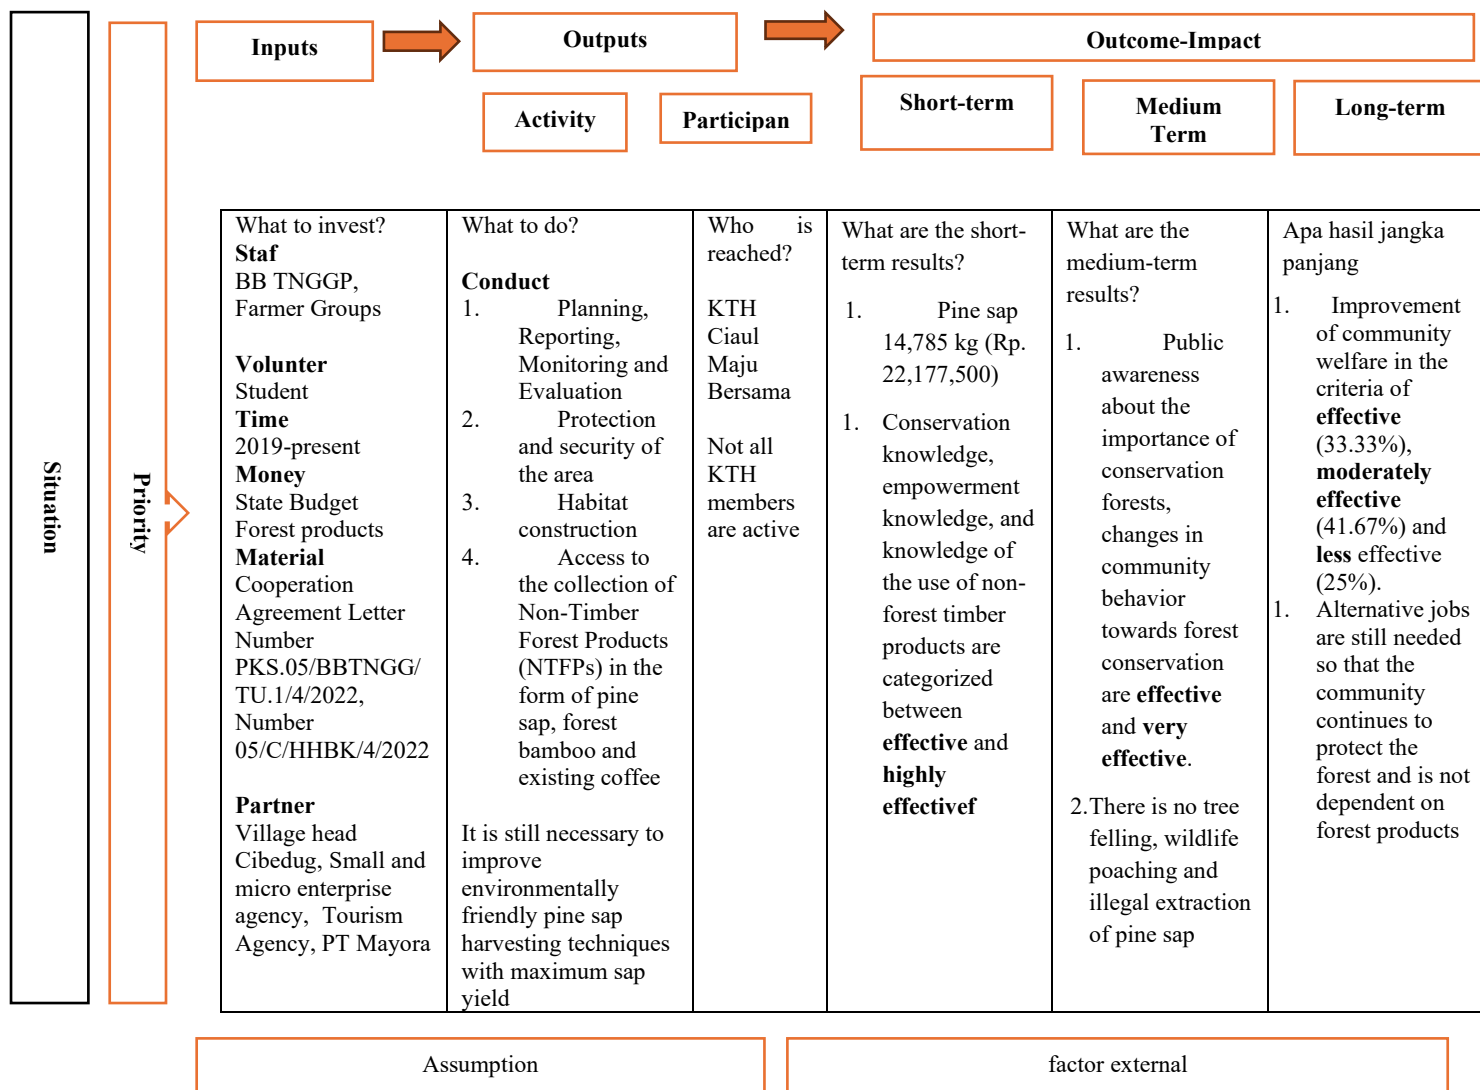 Situation
Priority
Inputs
Outputs
Outcome-Impact
Activity
Participan
Short-term
Medium
Term
Long-term
What to invest?
Staf
BB TNGGP,
Farmer Groups
Volunter
Student
Time
2019-present
Money
State Budget
Forest products
Material
Cooperation
Agreement Letter
Number
PKS.05/BBTNGG/
TU.1/4/2022,
Number
05/C/HHBK/4/2022
Partner
Village head
Cibedug, Small and
micro enterprise
agency, Tourism
Agency, PT Mayora
What to do?
Conduct
1. Planning,
Reporting,
Monitoring and
Evaluation
2. Protection
and security of
the area
3. Habitat
construction
4. Access to
the collection of
Non-Timber
Forest Products
(NTFPs) in the
form of pine
sap, forest
bamboo and
existing coffee
It is still necessary to
improve
environmentally
friendly pine sap
harvesting techniques
with maximum sap
yield
Who is
reached?
KTH
Ciaul
Maju
Bersama
Not all
KTH
members
are active
What are the short-
term results?
1. Pine sap
14,785 kg (Rp.
22,177,500)
1. Conservation
knowledge,
empowerment
knowledge, and
knowledge of
the use of non-
forest timber
products are
categorized
between
effective and
highly
effectivef
What are the
medium-term
results?
1. Public
awareness
about the
importance of
conservation
forests,
changes in
community
behavior
towards forest
conservation
are effective
and very
effective.
2.There is no tree
felling, wildlife
poaching and
illegal extraction
of pine sap
Apa hasil jangka
panjang
1. Improvement
of community
welfare in the
criteria of
effective
(33.33%),
moderately
effective
(41.67%) and
less effective
(25%).
1. Alternative jobs
are still needed
so that the
community
continues to
protect the
forest and is not
dependent on
forest products
Assumption
factor external